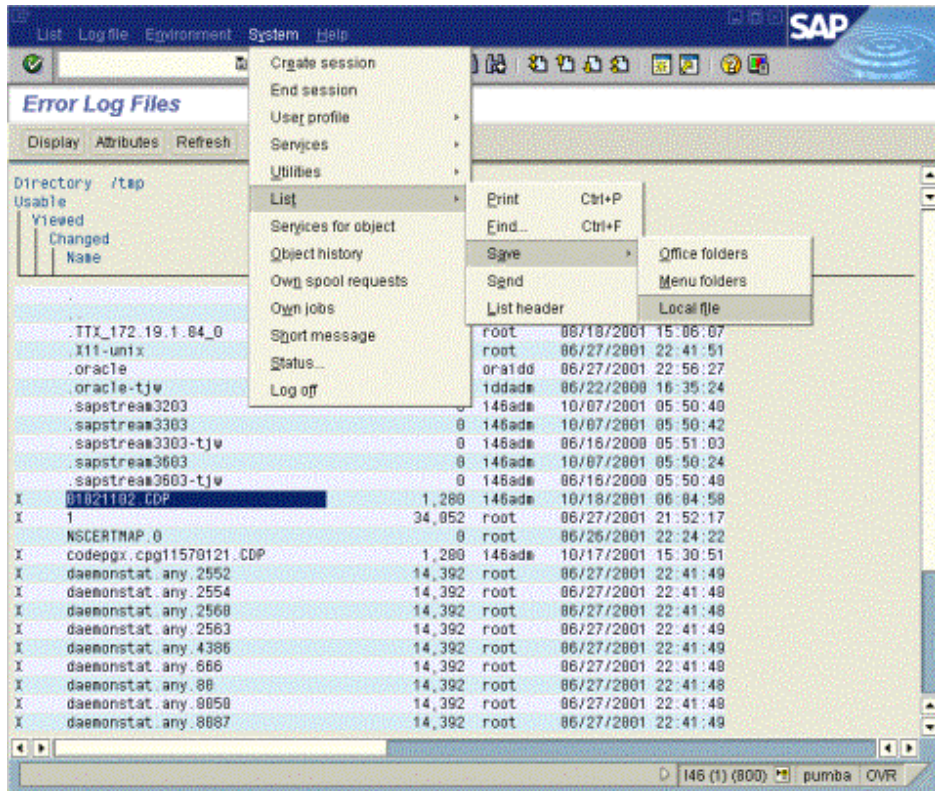 List Log file Environment System Help
SAP
Error Log Files
Display Attributes Refresh
Create session
End session
User profile
Services
Utilities
List
Services for object
Object history
Own spool requests
Own jobs
Short message
Status...
Log off
Print Ctrl+P
Find... Ctrl+F
Save
Send
List header
Office folders
Menu folders
Local file
Directory /tmp
Usable
Viewed
Changed
Name
.
.TTX_172.19.1.84_0 root 08/18/2001 15:06:07
.X11-unix root 06/27/2001 22:41:51
.oracle oraidd 06/27/2001 22:56:27
.oracle-tjw iddadm 06/22/2000 16:35:24
.sapstream3203 0 146adm 10/07/2001 05:50:40
.sapstream3303 0 146adm 10/07/2001 05:50:42
.sapstream3303-tjw 0 146adm 06/16/2000 05:51:03
.sapstream3603 0 146adm 10/07/2001 05:50:24
.sapstream3603-tjw 0 146adm 06/16/2000 05:50:40
X 01021102.CDP 1,280 146adm 10/18/2001 06:04:58
X 1 34,052 root 06/27/2001 21:52:17
NSCERTMAP.0 0 root 06/26/2001 22:24:22
X codepgx.cpg11570121.CDP 1,280 146adm 10/17/2001 15:30:51
X daemonstat.any.2552 14,392 root 06/27/2001 22:41:49
X daemonstat.any.2554 14,392 root 06/27/2001 22:41:48
X daemonstat.any.2560 14,392 root 06/27/2001 22:41:48
X daemonstat.any.2563 14,392 root 06/27/2001 22:41:49
X daemonstat.any.4386 14,392 root 06/27/2001 22:41:49
X daemonstat.any.666 14,392 root 06/27/2001 22:41:48
X daemonstat.any.80 14,392 root 06/27/2001 22:41:48
X daemonstat.any.8050 14,392 root 06/27/2001 22:41:48
X daemonstat.any.8087 14,392 root 06/27/2001 22:41:49
I46 (1) (800) pumba OVR